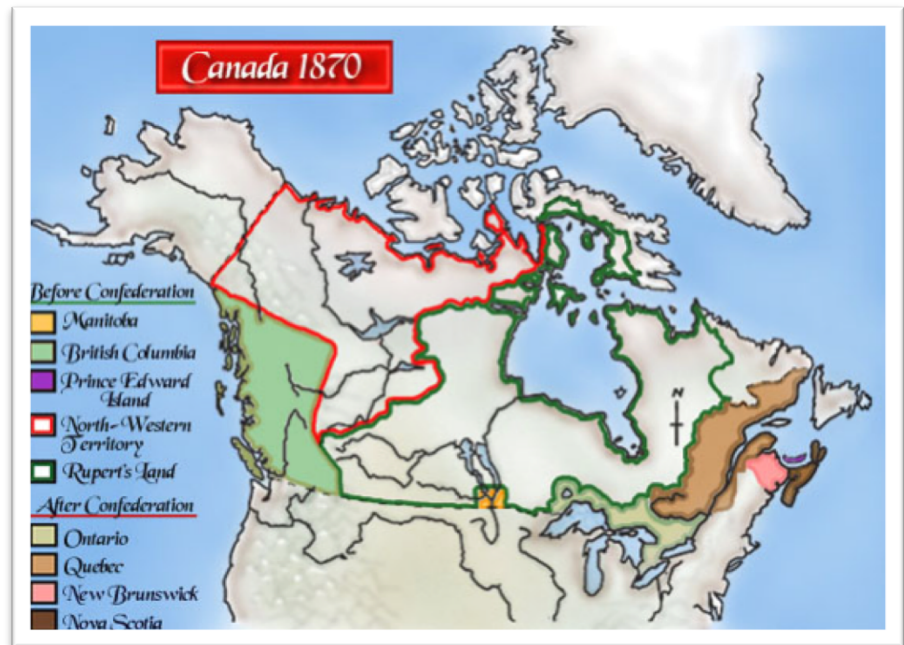 Canada 1870
Before Confederation
Manitoba
British Columbia
Prince Edward
Island
North-Western
Territory
Rupert's Land
After Confederation
Ontario
Quebec
New Brunswick
Nova Scotia
N